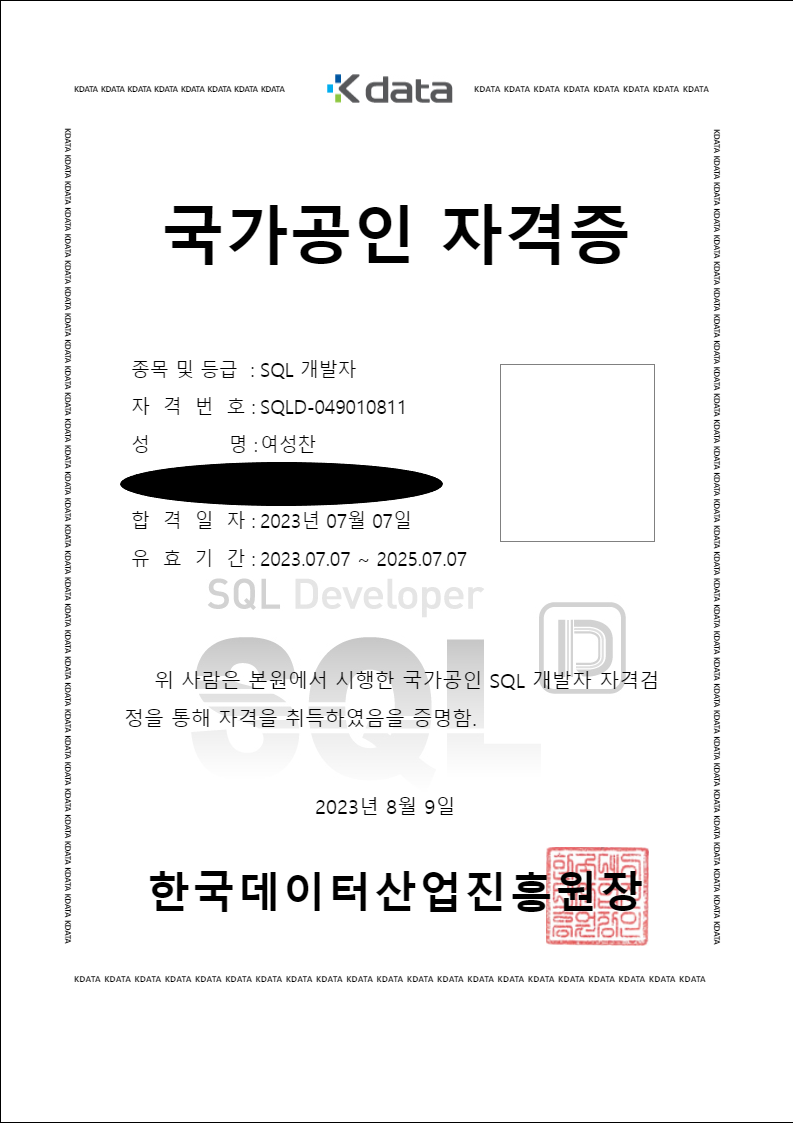 KDATA KDATA KDATA KDATA KDATA KDATA KDATA KDATA
K data
KDATA KDATA KDATA KDATA KDATA KDATA KDATA KDATA
국가공인 자격증
종목 및 등급 : SQL 개발자
자 격 번 호 : SQLD-049010811
성 명 : 여성찬
합 격 일 자 : 2023년 07월 07일
유 효 기 간 : 2023.07.07 ~ 2025.07.07
SQL Developer
SQL
D
위 사람은 본원에서 시행한 국가공인 SQL 개발자 자격검
정을 통해 자격을 취득하였음을 증명함.
2023년 8월 9일
한국데이터산업진흥원장
KDATA KDATA KDATA KDATA KDATA KDATA KDATA KDATA KDATA KDATA KDATA KDATA KDATA KDATA KDATA KDATA KDATA KDATA KDATA KDATA KDATA